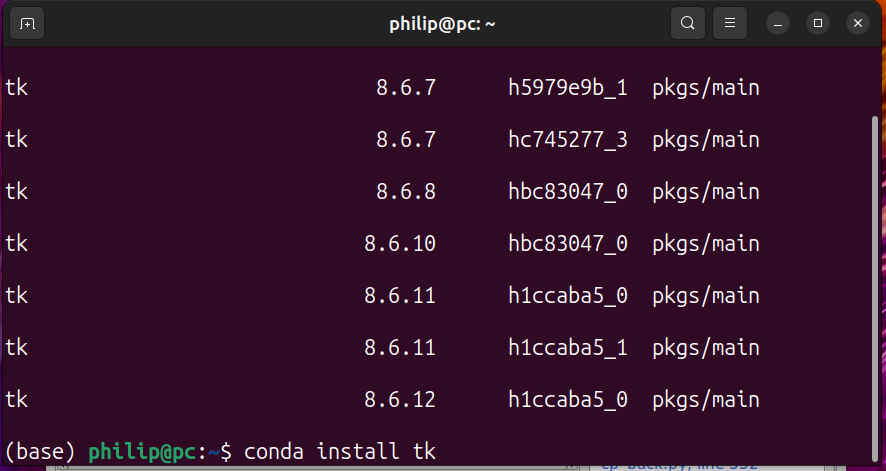 philip@pc: ~
tk 8.6.7 h5979e9b_1 pkgs/main
tk 8.6.7 hc745277_3 pkgs/main
tk 8.6.8 hbc83047_0 pkgs/main
tk 8.6.10 hbc83047_0 pkgs/main
tk 8.6.11 h1ccaba5_0 pkgs/main
tk 8.6.11 h1ccaba5_1 pkgs/main
tk 8.6.12 h1ccaba5_0 pkgs/main
(base) philip@pc:~$ conda install tk